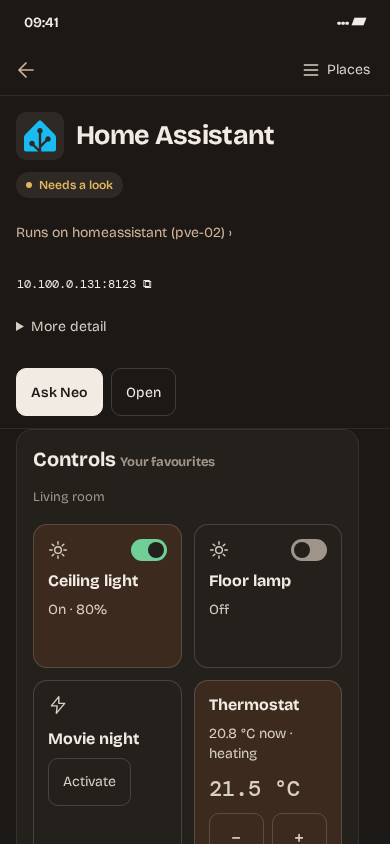 09:41
Places
Home Assistant
Needs a look
Runs on homeassistant (pve-02) ›
10.100.0.131:8123 ⧉
▶ More detail
Ask Neo
Open
Controls Your favourites
Living room
Ceiling light
On · 80%
Floor lamp
Off
Movie night
Activate
Thermostat
20.8 °C now ·
heating
21.5 °C
− +